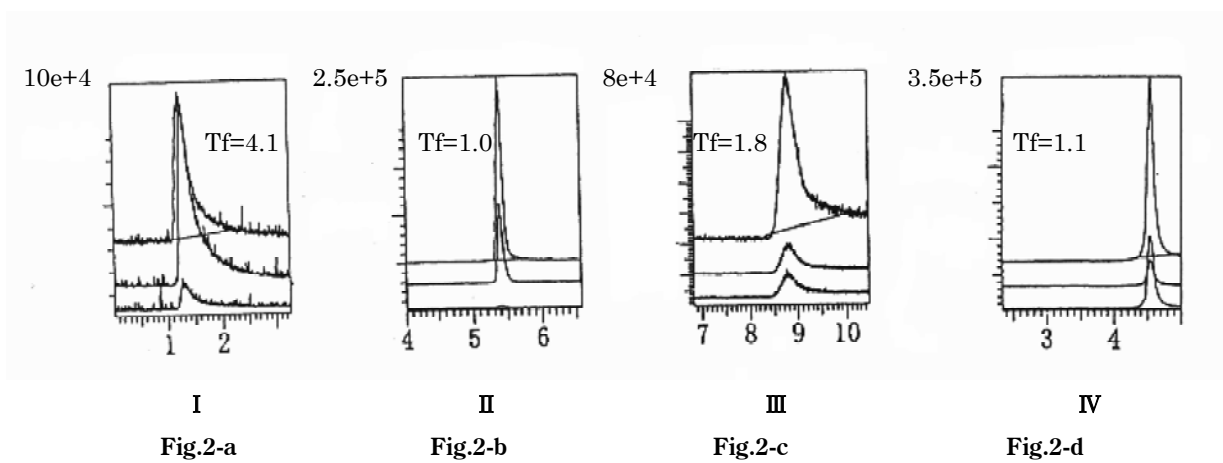 10e+4 2.5e+5 8e+4 3.5e+5
Tf=4.1 Tf=1.0 Tf=1.8 Tf=1.1
1 2 4 5 6 7 8 9 10 3 4
Ⅰ Ⅱ Ⅲ Ⅳ
Fig.2-a Fig.2-b Fig.2-c Fig.2-d